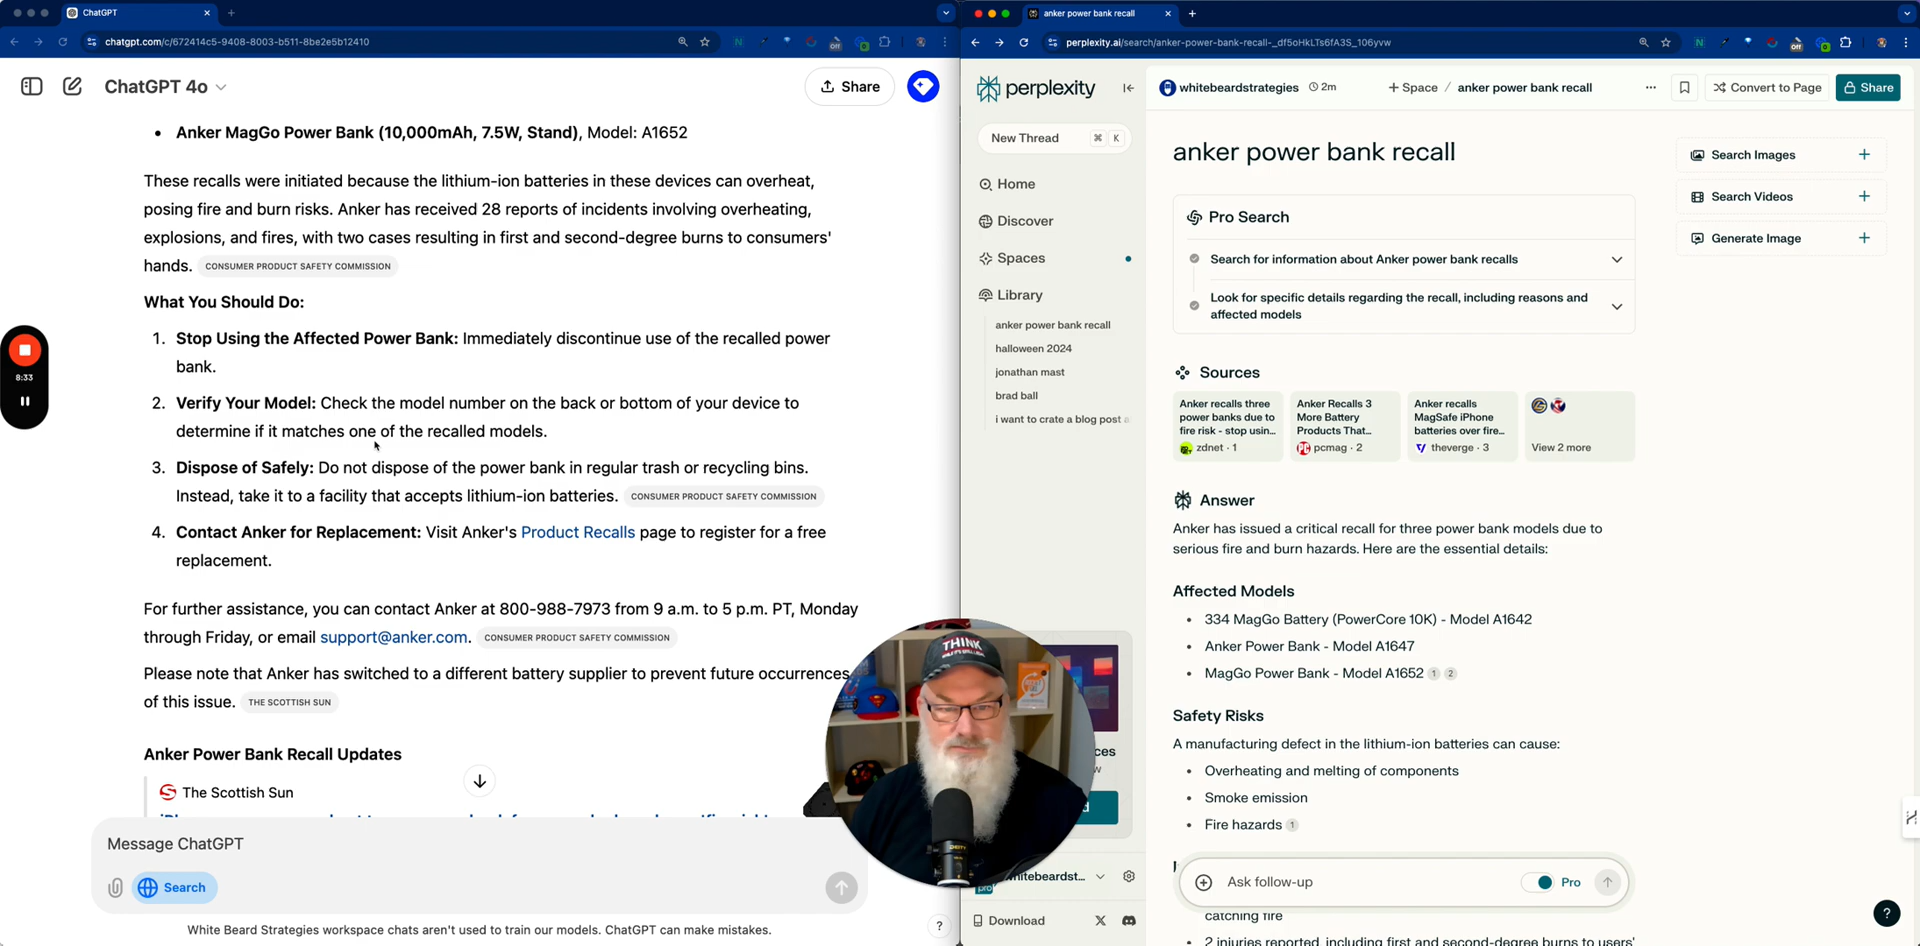 ChatGPT
chatgpt.com/c/672414c5-9408-8003-b511-8be2e5b12410
ChatGPT 4o
Share
Anker MagGo Power Bank (10,000mAh, 7.5W, Stand), Model: A1652
These recalls were initiated because the lithium-ion batteries in these devices can overheat,
posing fire and burn risks. Anker has received 28 reports of incidents involving overheating,
explosions, and fires, with two cases resulting in first and second-degree burns to consumers'
hands. CONSUMER PRODUCT SAFETY COMMISSION
What You Should Do:
1. Stop Using the Affected Power Bank: Immediately discontinue use of the recalled power
bank.
2. Verify Your Model: Check the model number on the back or bottom of your device to
determine if it matches one of the recalled models.
3. Dispose of Safely: Do not dispose of the power bank in regular trash or recycling bins.
Instead, take it to a facility that accepts lithium-ion batteries. CONSUMER PRODUCT SAFETY COMMISSION
4. Contact Anker for Replacement: Visit Anker's Product Recalls page to register for a free
replacement.
For further assistance, you can contact Anker at 800-988-7973 from 9 a.m. to 5 p.m. PT, Monday
through Friday, or email support@anker.com. CONSUMER PRODUCT SAFETY COMMISSION
Please note that Anker has switched to a different battery supplier to prevent future occurrences
of this issue. THE SCOTTISH SUN
Anker Power Bank Recall Updates
The Scottish Sun
Message ChatGPT
Search
White Beard Strategies workspace chats aren't used to train our models. ChatGPT can make mistakes.
?
8:33
THINK
anker power bank recall
perplexity.ai/search/anker-power-bank-recall-_df5oHkLTs6fA3S_106yvw
perplexity
New Thread ⌘ K
Home
Discover
Spaces
Library
anker power bank recall
halloween 2024
jonathan mast
brad ball
i want to crate a blog post a
ces
whitebeardst...
pro
Download
whitebeardstrategies 2m
+ Space / anker power bank recall
Convert to Page
Share
anker power bank recall
Pro Search
Search for information about Anker power bank recalls
Look for specific details regarding the recall, including reasons and
affected models
Sources
Anker recalls three
power banks due to
fire risk - stop usin...
zdnet · 1
Anker Recalls 3
More Battery
Products That...
pcmag · 2
Anker recalls
MagSafe iPhone
batteries over fire...
theverge · 3
View 2 more
Answer
Anker has issued a critical recall for three power bank models due to
serious fire and burn hazards. Here are the essential details:
Affected Models
334 MagGo Battery (PowerCore 10K) - Model A1642
Anker Power Bank - Model A1647
MagGo Power Bank - Model A1652 1 2
Safety Risks
A manufacturing defect in the lithium-ion batteries can cause:
Overheating and melting of components
Smoke emission
Fire hazards 1
Ask follow-up
Pro
catching fire
2 injuries reported, including first and second-degree burns to users'
Search Images
Search Videos
Generate Image
?